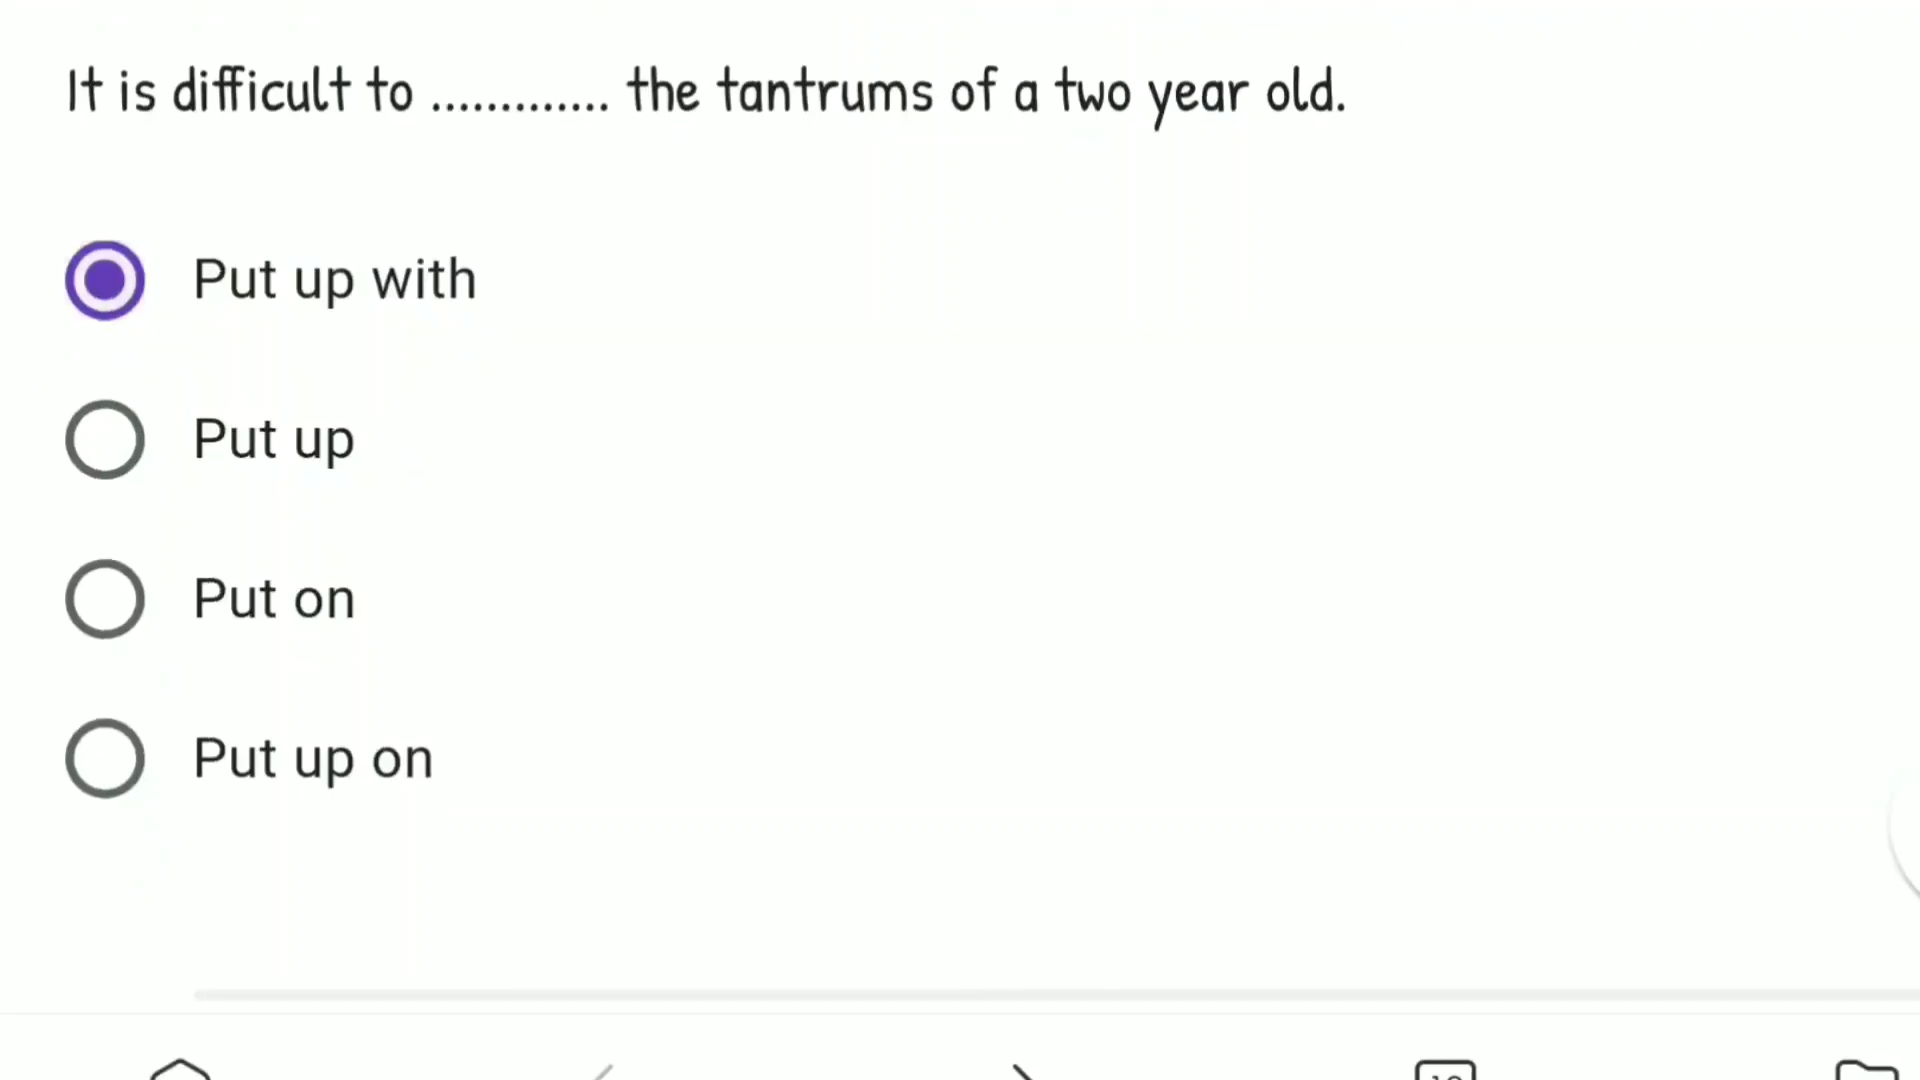 It is difficult to ............. the tantrums of a two year old.
Put up with
Put up
Put on
Put up on